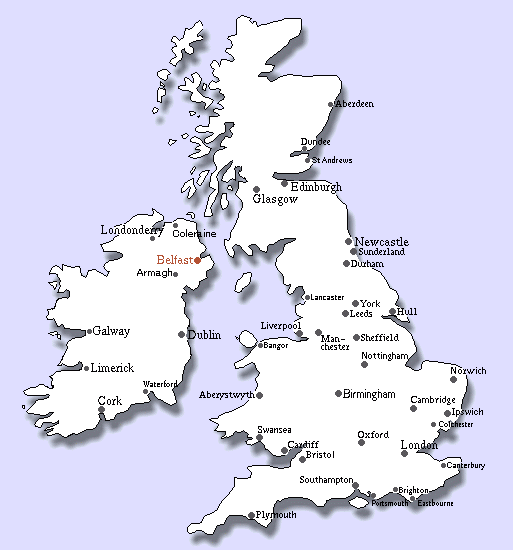 Aberdeen
Dundee
St Andrews
Edinburgh
Glasgow
Londonderry
Coleraine
Newcastle
Sunderland
Belfast
Durham
Armagh
Lancaster
York
Leeds
Hull
Liverpool
Galway
Dublin
Man-
chester
Sheffield
Bangor
Nottingham
Limerick
Norwich
Waterford
Aberystwyth
Birmingham
Cork
Cambridge
Ipswich
Colchester
Swansea
Oxford
Cardiff
London
Bristol
Canterbury
Southampton
Brighton
Portsmouth
Eastbourne
Plymouth